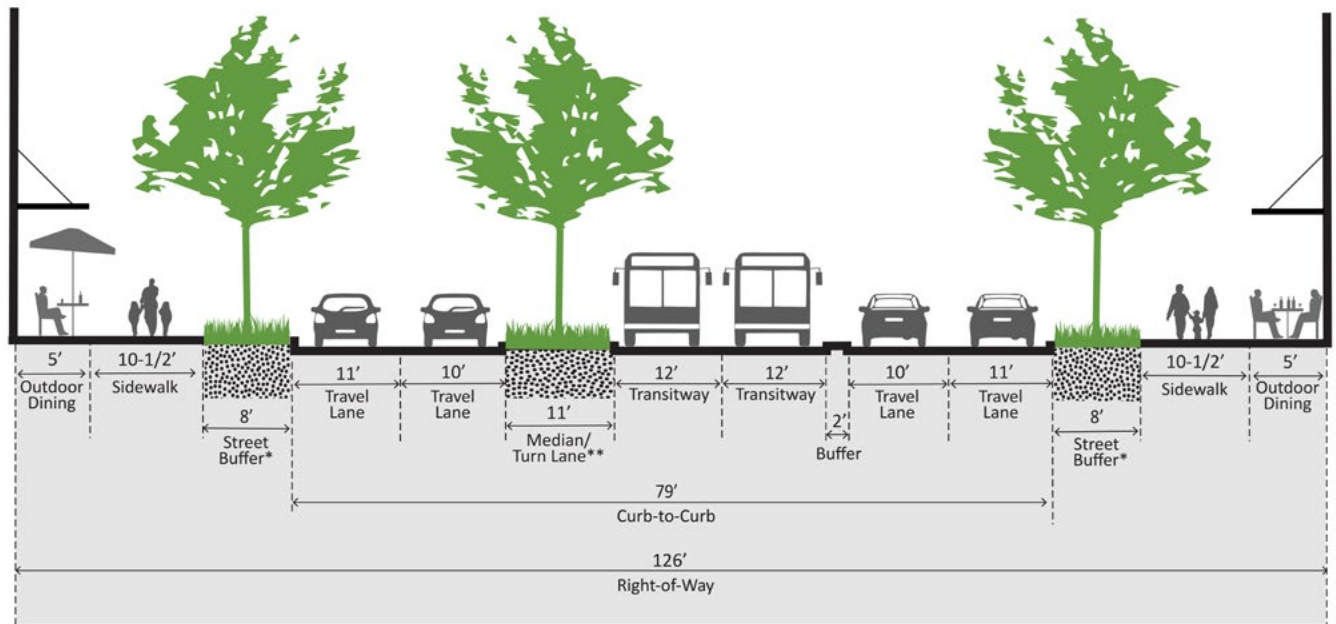 5’
Outdoor
Dining
10-1/2’
Sidewalk
8’
Street
Buffer*
11’
Travel
Lane
10’
Travel
Lane
11’
Median/
Turn Lane**
12’
Transitway
12’
Transitway
2’
Buffer
10’
Travel
Lane
11’
Travel
Lane
8’
Street
Buffer*
10-1/2’
Sidewalk
5’
Outdoor
Dining
79’
Curb-to-Curb
126’
Right-of-Way